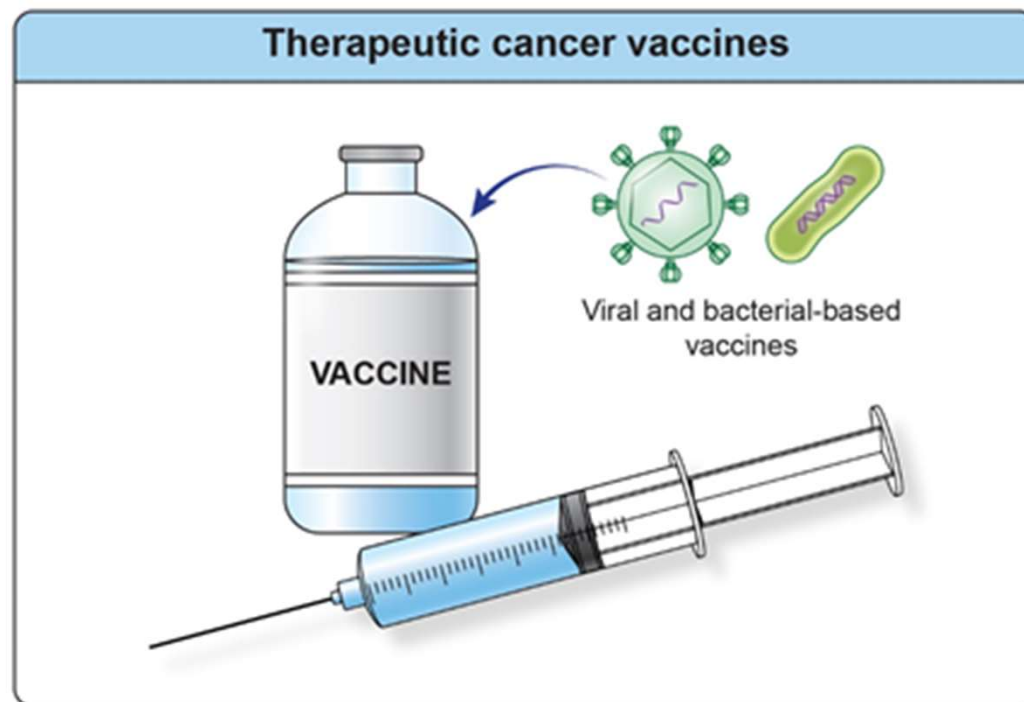 Therapeutic cancer vaccines
Viral and bacterial-based
vaccines
VACCINE